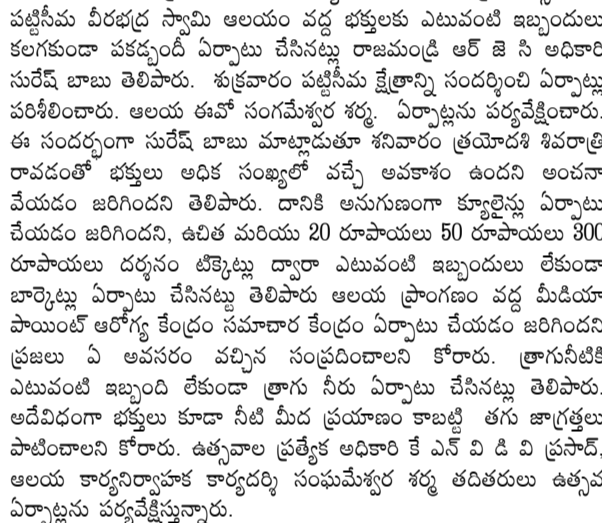 పట్టిసీమ వీరభద్ర స్వామి ఆలయం వద్ద భక్తులకు ఎటువంటి ఇబ్బందులు
కలగకుండా పకడ్బందీ ఏర్పాటు చేసినట్లు రాజమండ్రి ఆర్ జె సి అధికారి
సురేష్ బాబు తెలిపారు. శుక్రవారం పట్టిసీమ క్షేత్రాన్ని సందర్శించి ఏర్పాట్లు
పరిశీలించారు. ఆలయ ఈవో సంగమేశ్వర శర్మ. ఏర్పాట్లను పర్యవేక్షించారు.
ఈ సందర్భంగా సురేష్ బాబు మాట్లాడుతూ శనివారం త్రయోదశి శివరాత్రి
రావడంతో భక్తులు అధిక సంఖ్యలో వచ్చే అవకాశం ఉందని అంచనా
వేయడం జరిగిందని తెలిపారు. దానికి అనుగుణంగా క్యూలైన్లు ఏర్పాటు
చేయడం జరిగిందని, ఉచిత మరియు 20 రూపాయలు 50 రూపాయలు 300
రూపాయలు దర్శనం టిక్కెట్లు ద్వారా ఎటువంటి ఇబ్బందులు లేకుండా
బార్కెట్లు ఏర్పాటు చేసినట్టు తెలిపారు ఆలయ ప్రాంగణం వద్ద మీడియా
పాయింట్ ఆరోగ్య కేంద్రం సమాచార కేంద్రం ఏర్పాటు చేయడం జరిగిందని
ప్రజలు ఏ అవసరం వచ్చిన సంప్రదించాలని కోరారు. త్రాగునీటికి
ఎటువంటి ఇబ్బంది లేకుండా త్రాగు నీరు ఏర్పాటు చేసినట్లు తెలిపారు.
అదేవిధంగా భక్తులు కూడా నీటి మీద ప్రయాణం కాబట్టి తగు జాగ్రత్తలు
పాటించాలని కోరారు. ఉత్సవాల ప్రత్యేక అధికారి కే ఎన్ వి డి వి ప్రసాద్,
ఆలయ కార్యనిర్వాహక కార్యదర్శి సంఘమేశ్వర శర్మ తదితరులు ఉత్సవ
ఏర్పాట్లను పర్యవేక్షిస్తున్నారు.